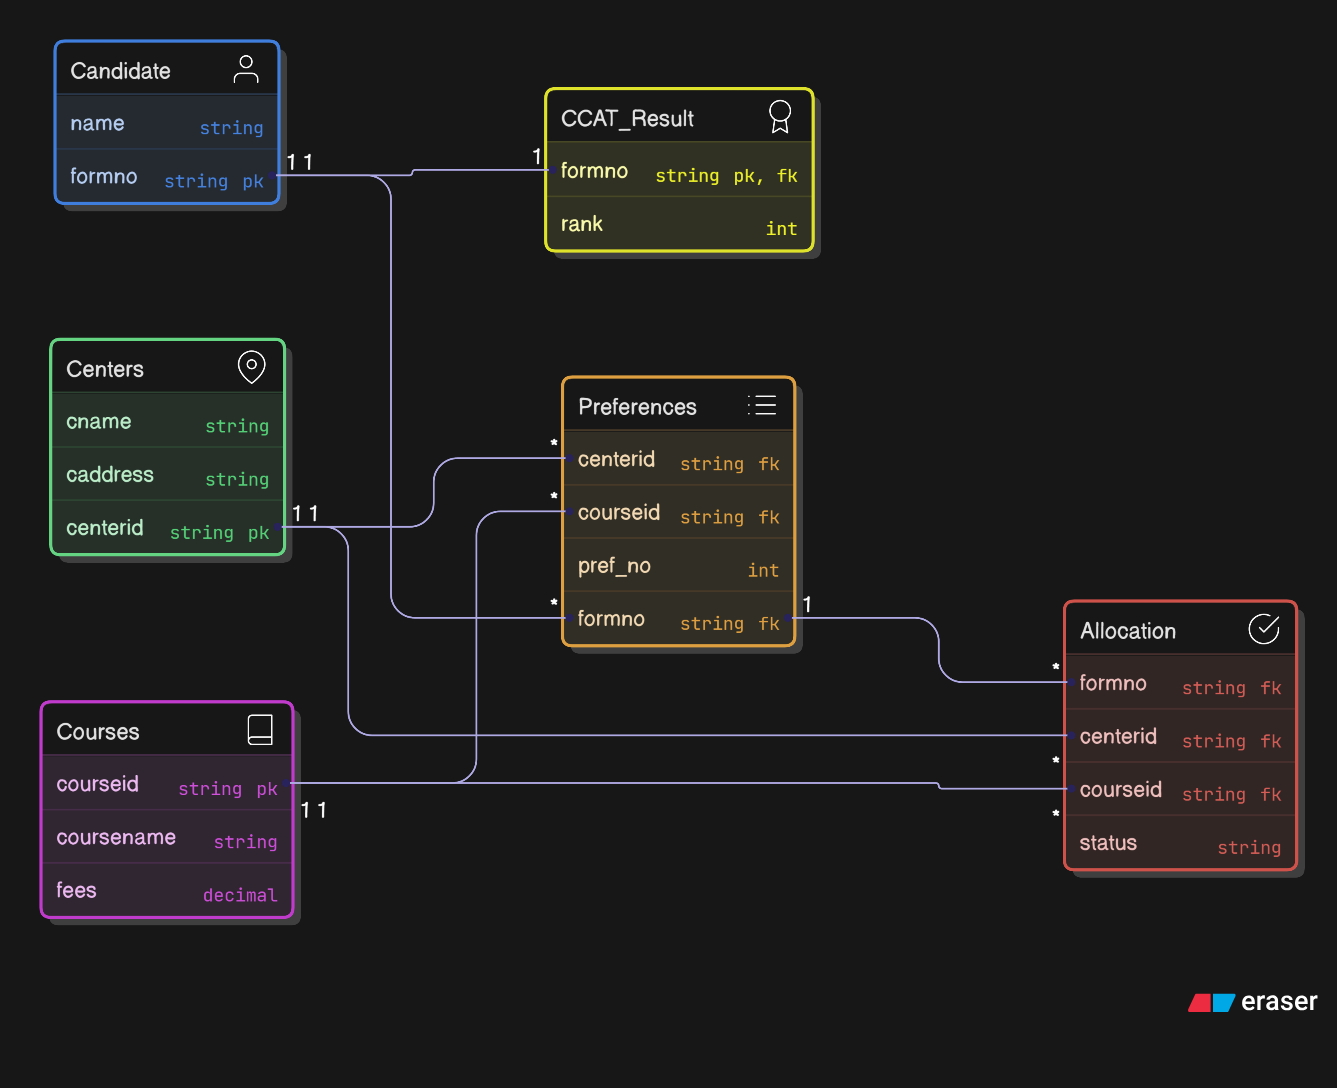 Candidate
name string
formno string pk
1 1
1
CCAT_Result
formno string pk, fk
rank int
Centers
cname string
caddress string
centerid string pk
1 1
Preferences
* centerid string fk
* courseid string fk
pref_no int
* formno string fk
1
Allocation
* formno string fk
centerid string fk
* courseid string fk
* status string
Courses
courseid string pk
1 1
coursename string
fees decimal
eraser